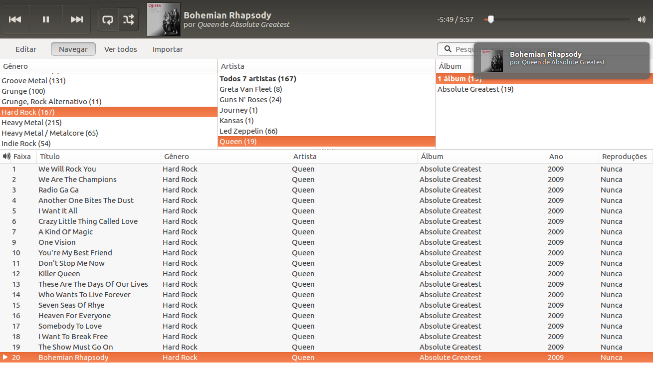 Bohemian Rhapsody
por Queen de Absolute Greatest
-5:49 / 5:57
Editar Navegar Ver todos Importar
Bohemian Rhapsody
por Queen de Absolute Greatest
Gênero Artista Álbum
Groove Metal (131) Todos 7 artistas (167)
Grunge (100) Greta Van Fleet (8) Absolute Greatest (19)
Grunge, Rock Alternativo (11) Guns N' Roses (24)
Hard Rock (167) Journey (1)
Heavy Metal (215) Kansas (1)
Heavy Metal / Metalcore (65) Led Zeppelin (66)
Indie Rock (54) Queen (19)
Faixa Título Gênero Artista Álbum Ano Reproduções
1 We Will Rock You Hard Rock Queen Absolute Greatest 2009 Nunca
2 We Are The Champions Hard Rock Queen Absolute Greatest 2009 Nunca
3 Radio Ga Ga Hard Rock Queen Absolute Greatest 2009 Nunca
4 Another One Bites The Dust Hard Rock Queen Absolute Greatest 2009 Nunca
5 I Want It All Hard Rock Queen Absolute Greatest 2009 Nunca
6 Crazy Little Thing Called Love Hard Rock Queen Absolute Greatest 2009 Nunca
7 A Kind Of Magic Hard Rock Queen Absolute Greatest 2009 Nunca
9 One Vision Hard Rock Queen Absolute Greatest 2009 Nunca
10 You're My Best Friend Hard Rock Queen Absolute Greatest 2009 Nunca
11 Don't Stop Me Now Hard Rock Queen Absolute Greatest 2009 Nunca
12 Killer Queen Hard Rock Queen Absolute Greatest 2009 Nunca
13 These Are The Days Of Our Lives Hard Rock Queen Absolute Greatest 2009 Nunca
14 Who Wants To Live Forever Hard Rock Queen Absolute Greatest 2009 Nunca
15 Seven Seas Of Rhye Hard Rock Queen Absolute Greatest 2009 Nunca
16 Heaven For Everyone Hard Rock Queen Absolute Greatest 2009 Nunca
17 Somebody To Love Hard Rock Queen Absolute Greatest 2009 Nunca
18 I Want To Break Free Hard Rock Queen Absolute Greatest 2009 Nunca
19 The Show Must Go On Hard Rock Queen Absolute Greatest 2009 Nunca
20 Bohemian Rhapsody Hard Rock Queen Absolute Greatest 2009 Nunca